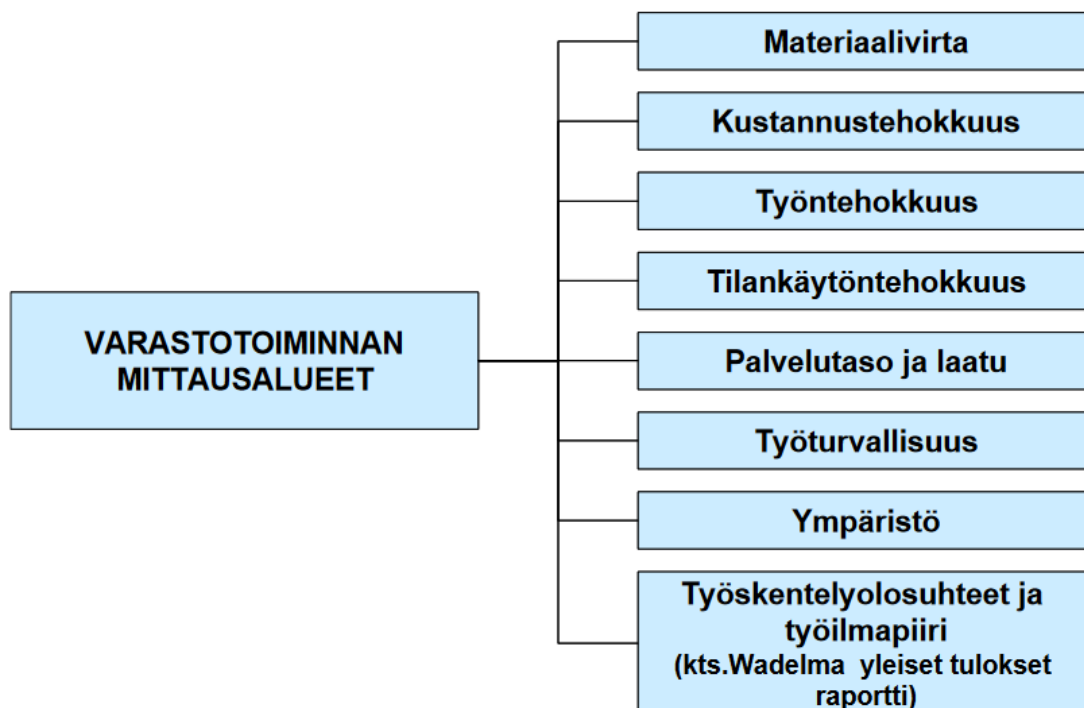 Materiaalivirta
Kustannustehokkuus
Työntehokkuus
Tilankäytöntehokkuus
VARASTOTOIMINNAN
MITTAUSALUEET
Palvelutaso ja laatu
Työturvallisuus
Ympäristö
Työskentelyolosuhteet ja
työilmapiiri
(kts.Wadelma yleiset tulokset
raportti)